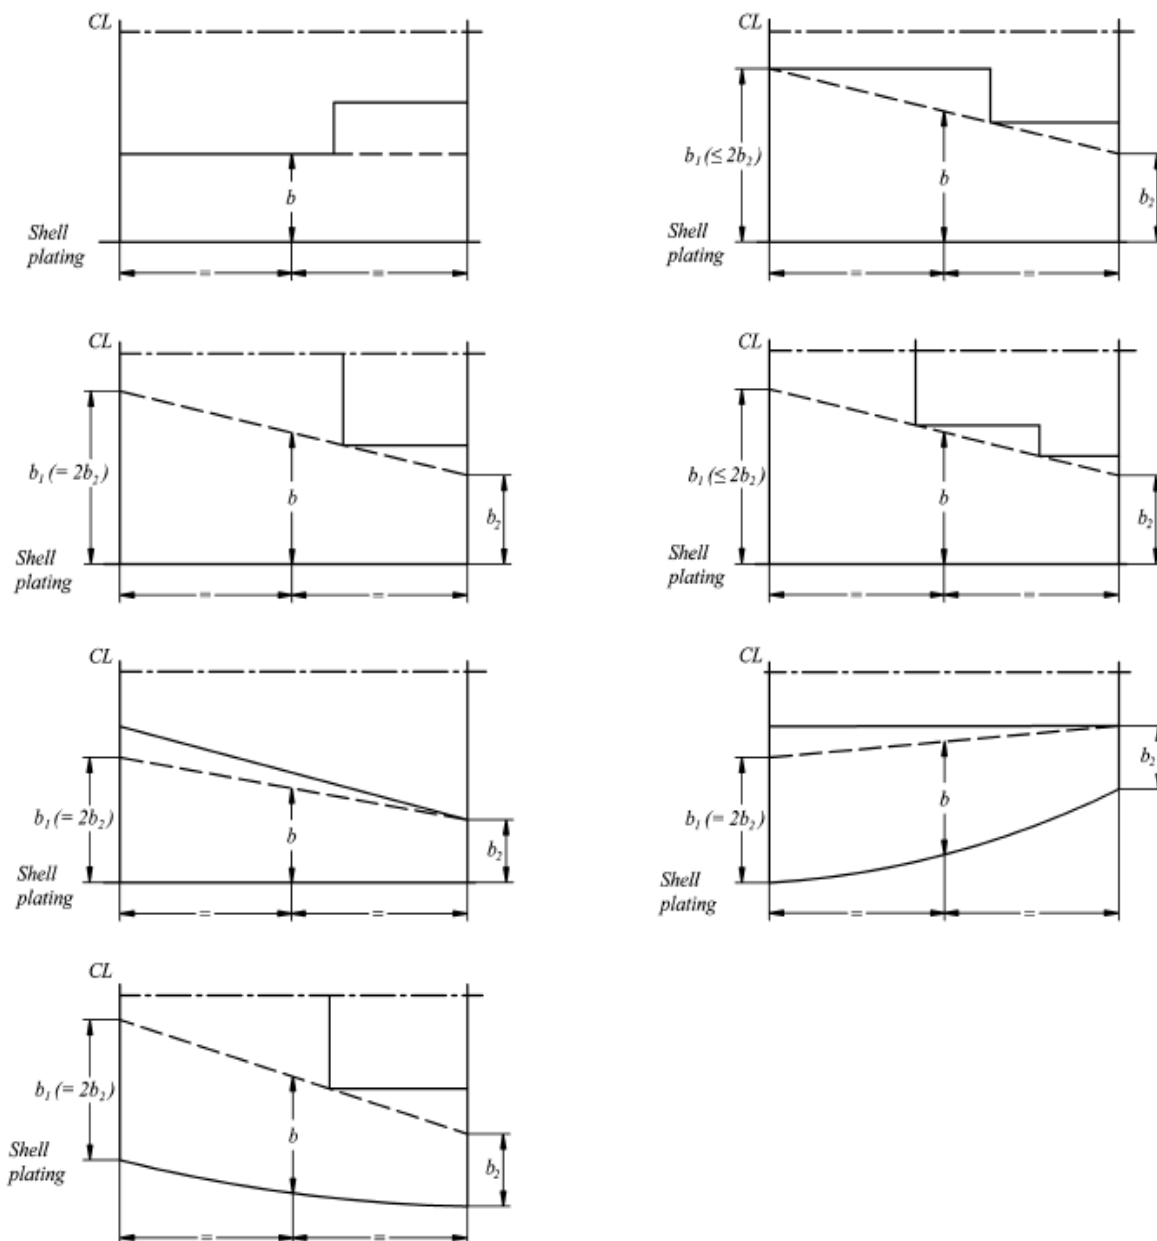 CL
b
Shell
plating
=
=
CL
b₁ (≤ 2b₂)
b
b₂
Shell
plating
=
=
CL
b₁ (= 2b₂)
b
b₂
Shell
plating
=
=
CL
b₁ (≤ 2b₂)
b
b₂
Shell
plating
=
=
CL
b₁ (= 2b₂)
b
b₂
Shell
plating
=
=
CL
b₂
b
b₁ (= 2b₂)
Shell
plating
=
=
CL
b₁ (= 2b₂)
b
Shell
plating
b₂
=
=